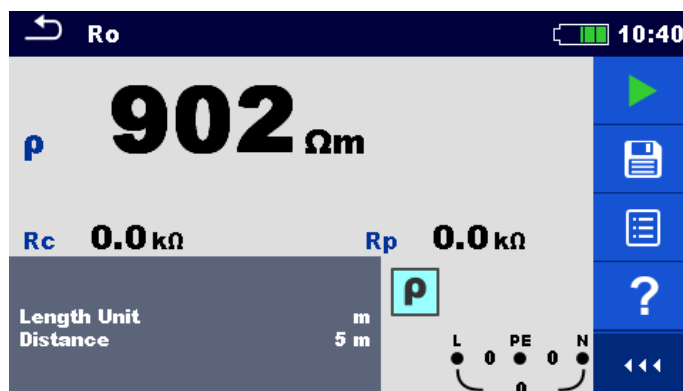 Ro 10:40
ρ 902 Ωm
Rc 0.0 kΩ Rp 0.0 kΩ
ρ
Length Unit m
Distance 5 m
L PE N
0 0
0
?